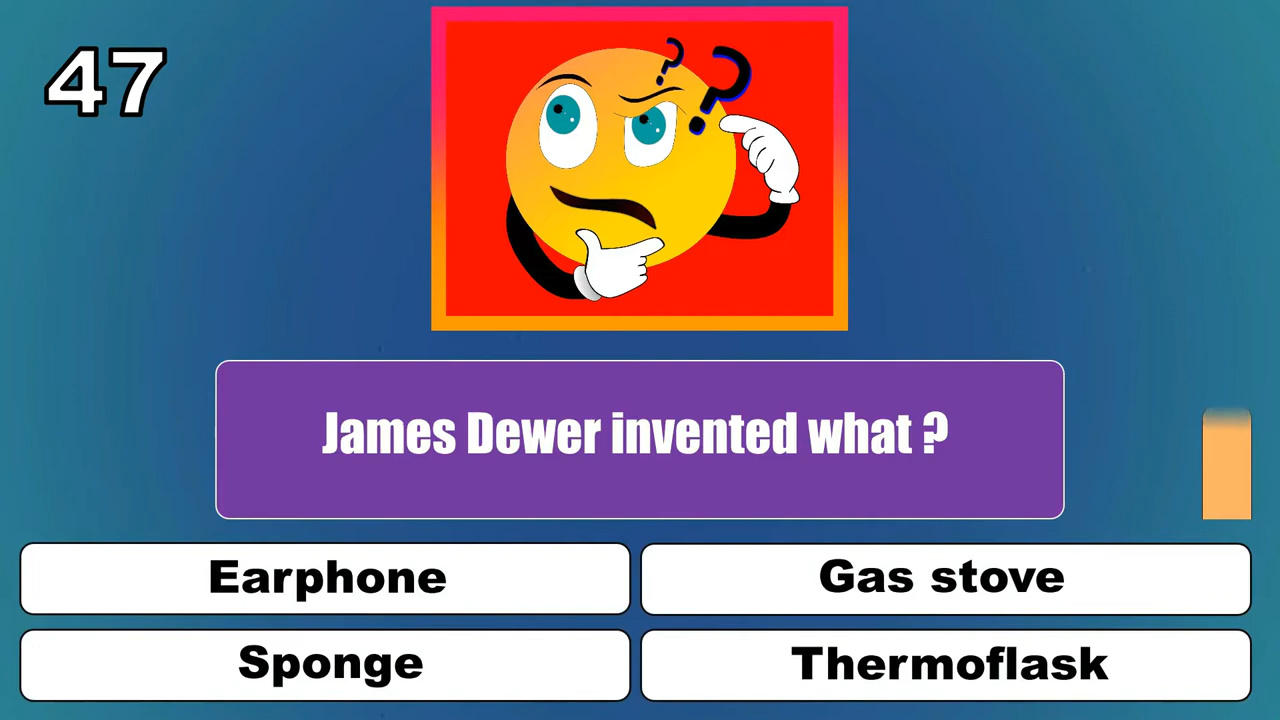 47
? ?
James Dewer invented what ?
Earphone
Gas stove
Sponge
Thermoflask